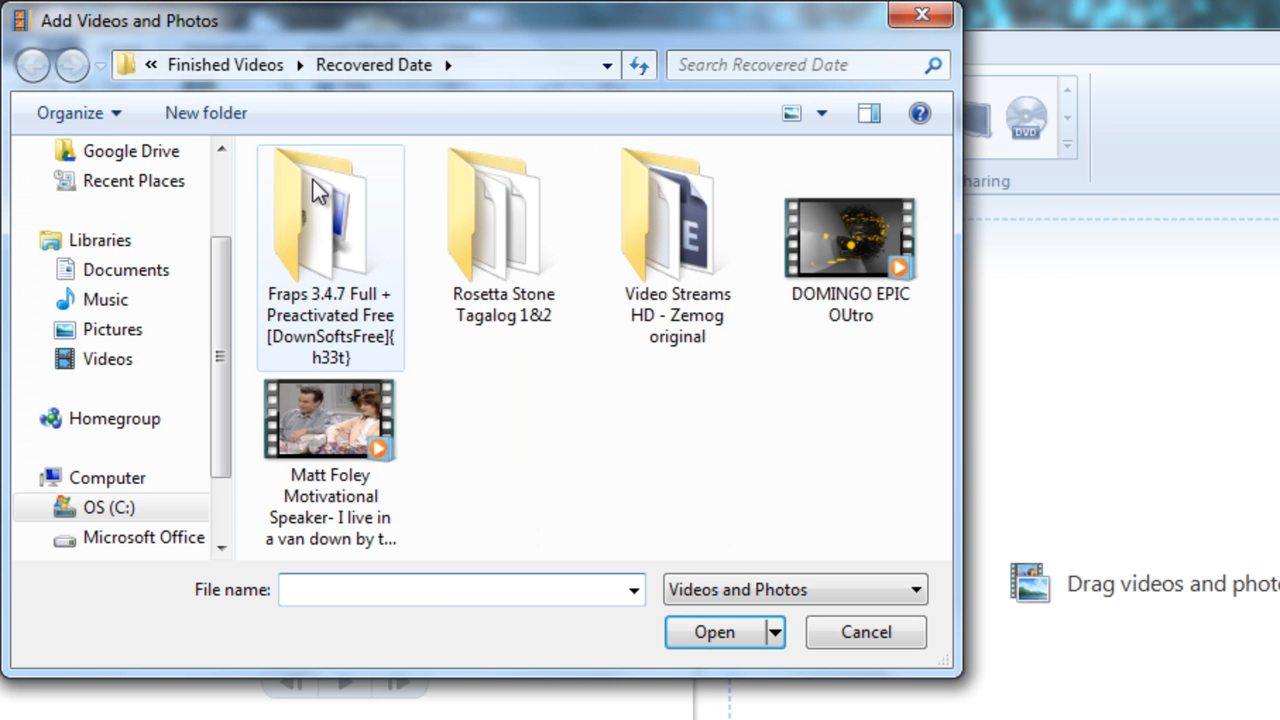 Add Videos and Photos
« Finished Videos Recovered Date
Search Recovered Date
Organize
New folder
DVD
haring
Google Drive
Recent Places
Libraries
Documents
Music
Pictures
Videos
Homegroup
Computer
OS (C:)
Microsoft Office
Fraps 3.4.7 Full +
Preactivated Free
[DownSoftsFree]{
h33t}
Rosetta Stone
Tagalog 1&2
E
Video Streams
HD - Zemog
original
DOMINGO EPIC
OUtro
Matt Foley
Motivational
Speaker- I live in
a van down by t...
File name:
Videos and Photos
Open
Cancel
Drag videos and phot